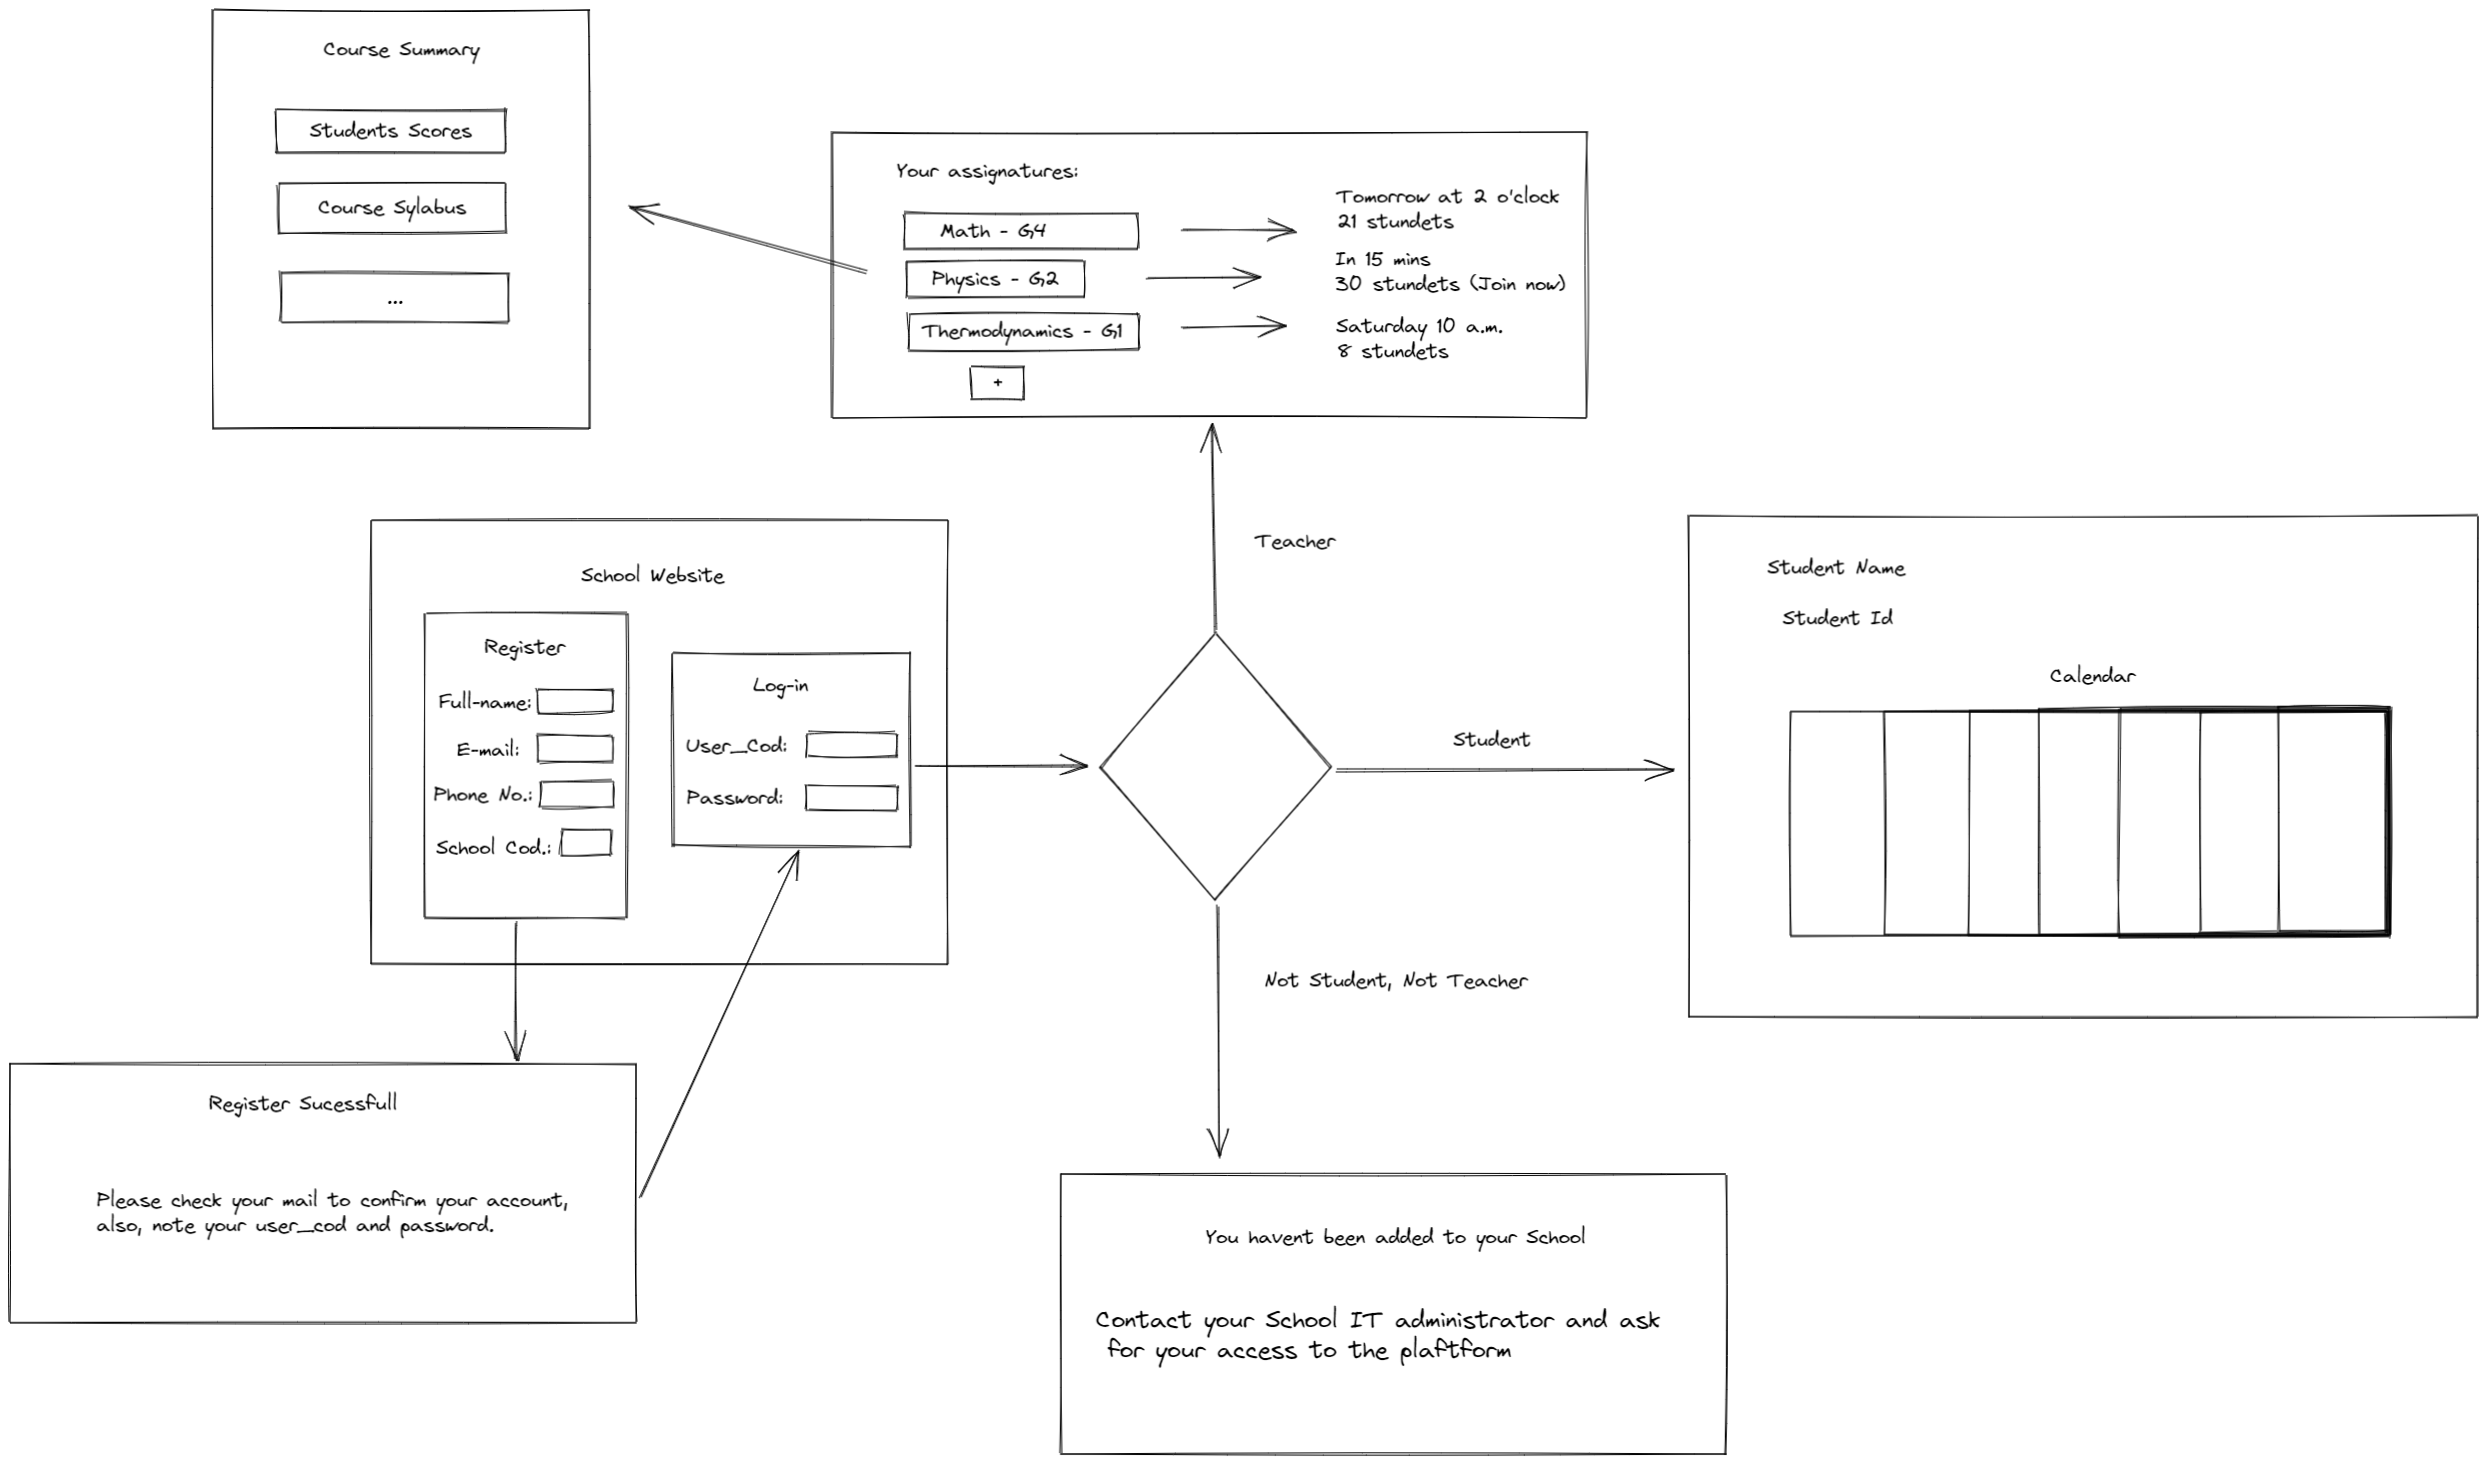 Course Summary
Students Scores
Course Sylabus
...
Your assignatures:
Math - G4
Physics - G2
Thermodynamics - G1
+
Tomorrow at 2 o'clock
21 stundets
In 15 mins
30 stundets (Join now)
Saturday 10 a.m.
8 stundets
School Website
Register
Full-name:
E-mail:
Phone No.:
School Cod.:
Log-in
User_Cod:
Password:
Teacher
Student
Not Student, Not Teacher
Student Name
Student Id
Calendar
Register Sucessfull
Please check your mail to confirm your account,
also, note your user_cod and password.
You havent been added to your School
Contact your School IT administrator and ask
for your access to the plaftform